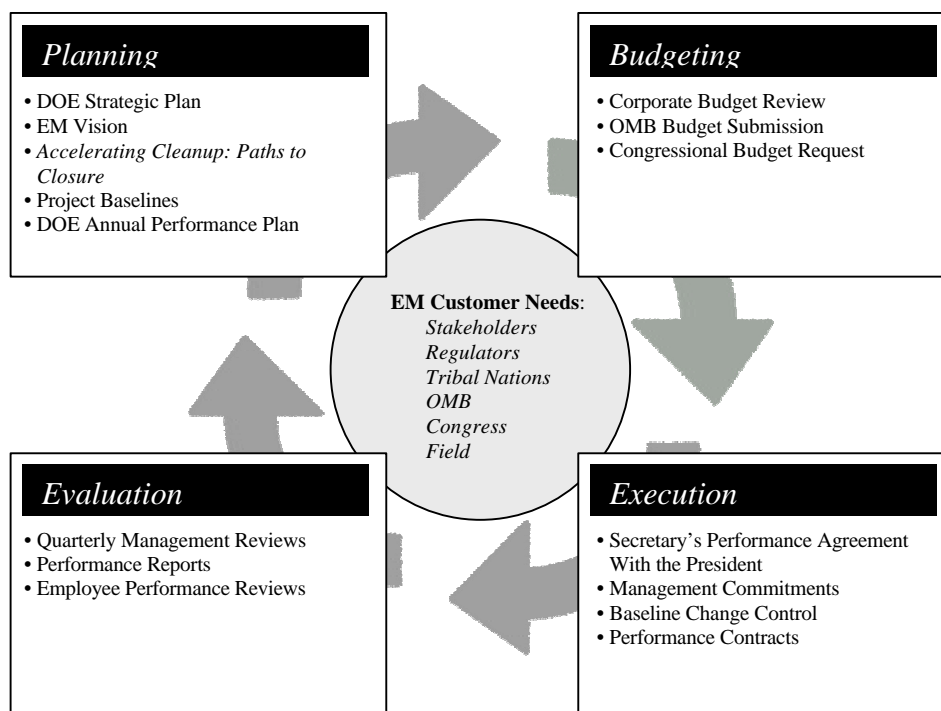 Planning
• DOE Strategic Plan
• EM Vision
• Accelerating Cleanup: Paths to
Closure
• Project Baselines
• DOE Annual Performance Plan
Budgeting
• Corporate Budget Review
• OMB Budget Submission
• Congressional Budget Request
EM Customer Needs:
Stakeholders
Regulators
Tribal Nations
OMB
Congress
Field
Evaluation
• Quarterly Management Reviews
• Performance Reports
• Employee Performance Reviews
Execution
• Secretary’s Performance Agreement
With the President
• Management Commitments
• Baseline Change Control
• Performance Contracts